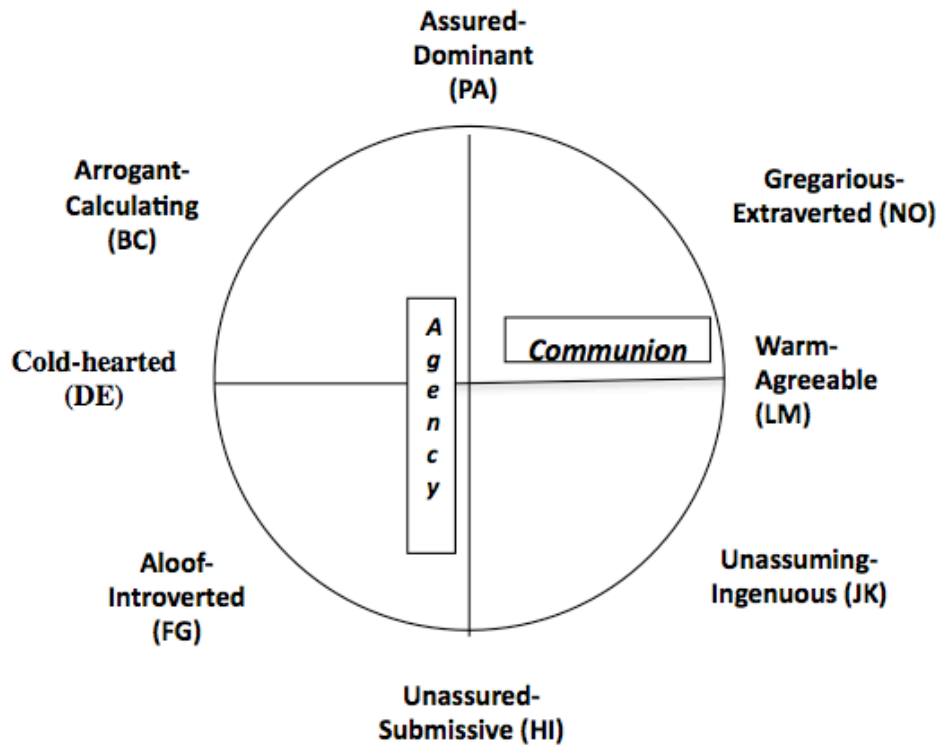 Assured-
Dominant
(PA)
Arrogant-
Calculating
(BC)
Gregarious-
Extraverted (NO)
Agency
Communion
Cold-hearted
(DE)
Warm-
Agreeable
(LM)
Aloof-
Introverted
(FG)
Unassuming-
Ingenuous (JK)
Unassured-
Submissive (HI)